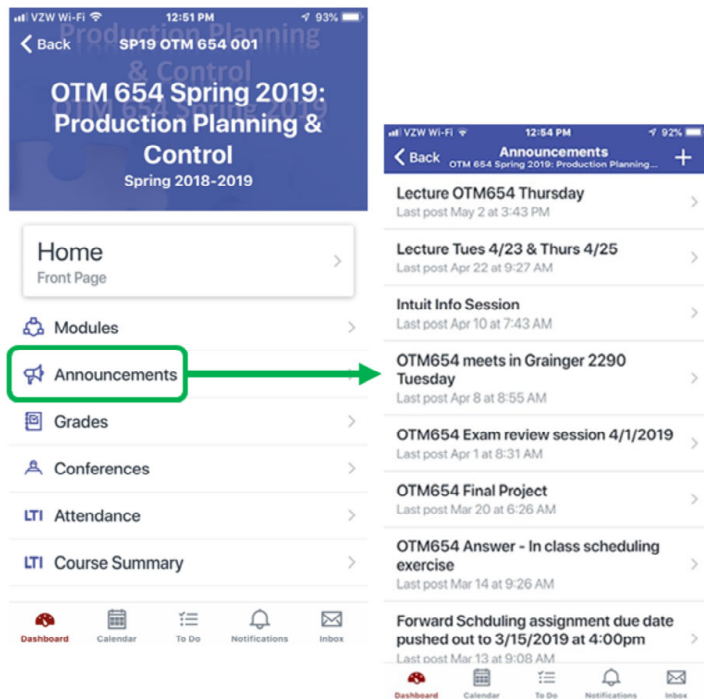 VZW Wi-Fi 12:51 PM 93%
Production Planning
Back SP19 OTM 654 001
& Control
OTM 654 Spring 2019
OTM 654 Spring 2019:
Production Planning &
Control
Spring 2018-2019
Home
Front Page
Modules
Announcements
Grades
Conferences
LTI Attendance
LTI Course Summary
Dashboard Calendar To Do Notifications Inbox
VZW Wi-Fi 12:54 PM 92%
Back Announcements +
OTM 654 Spring 2019: Production Planning...
Lecture OTM654 Thursday
Last post May 2 at 3:43 PM
Lecture Tues 4/23 & Thurs 4/25
Last post Apr 22 at 9:27 AM
Intuit Info Session
Last post Apr 10 at 7:43 AM
OTM654 meets in Grainger 2290
Tuesday
Last post Apr 8 at 8:55 AM
OTM654 Exam review session 4/1/2019
Last post Apr 1 at 8:31 AM
OTM654 Final Project
Last post Mar 20 at 6:26 AM
OTM654 Answer - In class scheduling
exercise
Last post Mar 14 at 9:26 AM
Forward Schduling assignment due date
pushed out to 3/15/2019 at 4:00pm
Last post Mar 13 at 9:08 AM
Dashboard Calendar To Do Notifications Inbox